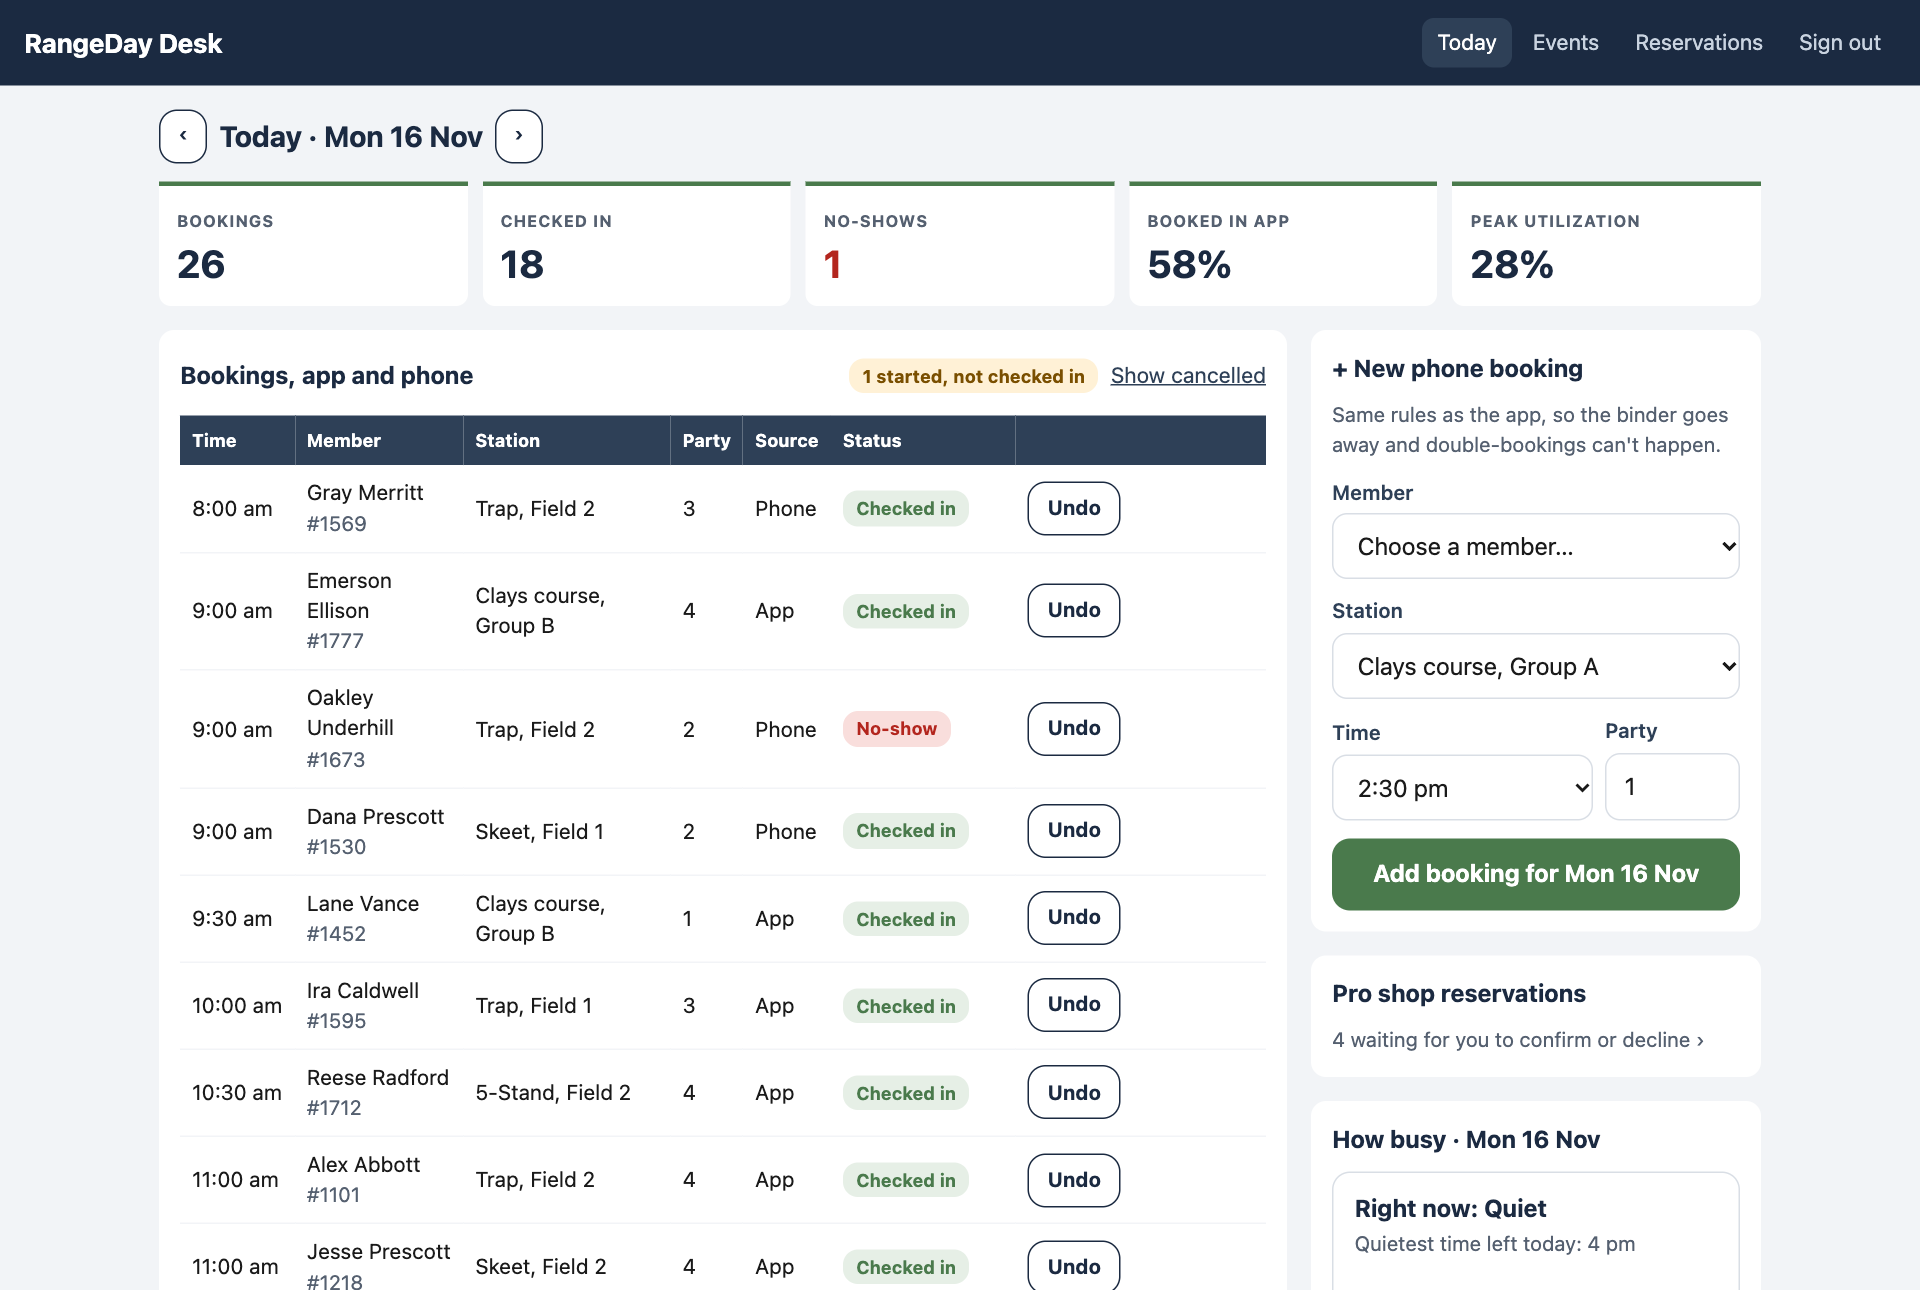 RangeDay Desk
Today
Events
Reservations
Sign out
‹
Today · Mon 16 Nov
›
BOOKINGS
26
CHECKED IN
18
NO-SHOWS
1
BOOKED IN APP
58%
PEAK UTILIZATION
28%
Bookings, app and phone
1 started, not checked in
Show cancelled
Time Member Station Party Source Status
8:00 am Gray Merritt #1569 Trap, Field 2 3 Phone Checked in Undo
9:00 am Emerson Ellison #1777 Clays course, Group B 4 App Checked in Undo
9:00 am Oakley Underhill #1673 Trap, Field 2 2 Phone No-show Undo
9:00 am Dana Prescott #1530 Skeet, Field 1 2 Phone Checked in Undo
9:30 am Lane Vance #1452 Clays course, Group B 1 App Checked in Undo
10:00 am Ira Caldwell #1595 Trap, Field 1 3 App Checked in Undo
10:30 am Reese Radford #1712 5-Stand, Field 2 4 App Checked in Undo
11:00 am Alex Abbott #1101 Trap, Field 2 4 App Checked in Undo
11:00 am Jesse Prescott #1218 Skeet, Field 2 4 App Checked in Undo
+ New phone booking
Same rules as the app, so the binder goes
away and double-bookings can't happen.
Member
Choose a member...
Station
Clays course, Group A
Time
2:30 pm
Party
1
Add booking for Mon 16 Nov
Pro shop reservations
4 waiting for you to confirm or decline ›
How busy · Mon 16 Nov
Right now: Quiet
Quietest time left today: 4 pm